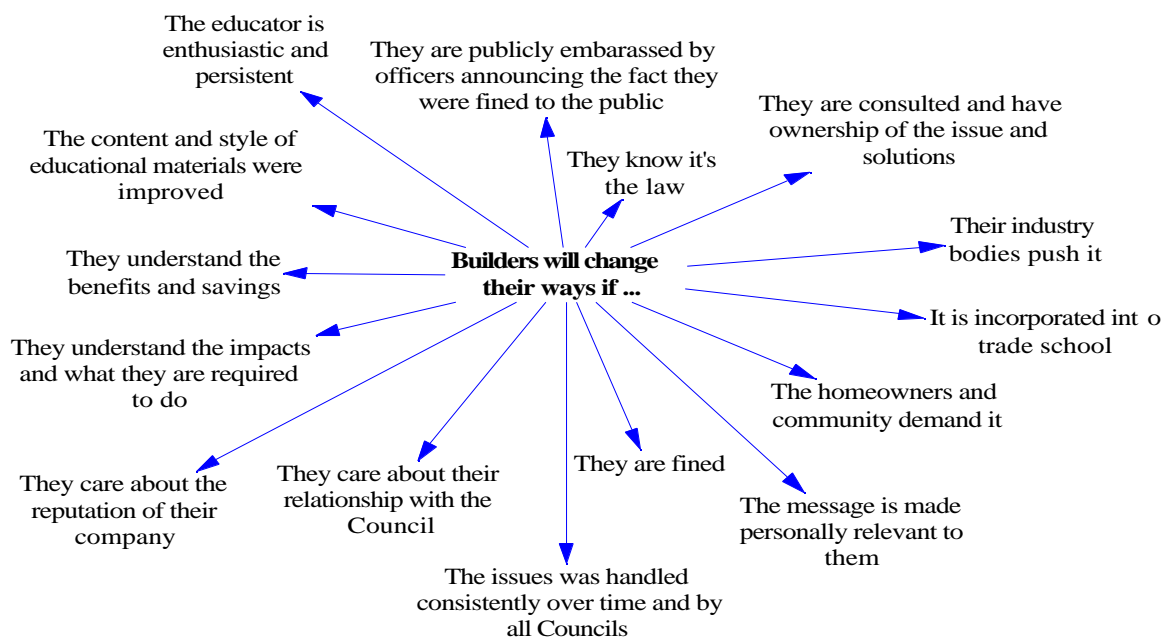 The educator is
enthusiastic and
persistent
They are publicly embarassed by
officers announcing the fact they
were fined to the public
They are consulted and have
ownership of the issue and
solutions
The content and style of
educational materials were
improved
They know it's
the law
Their industry
bodies push it
They understand the
benefits and savings
Builders will change
their ways if ...
It is incorporated int o
trade school
They understand the impacts
and what they are required
to do
The homeowners and
community demand it
They care about the
reputation of their
company
They care about their
relationship with the
Council
They are fined
The message is made
personally relevant to
them
The issues was handled
consistently over time and by
all Councils